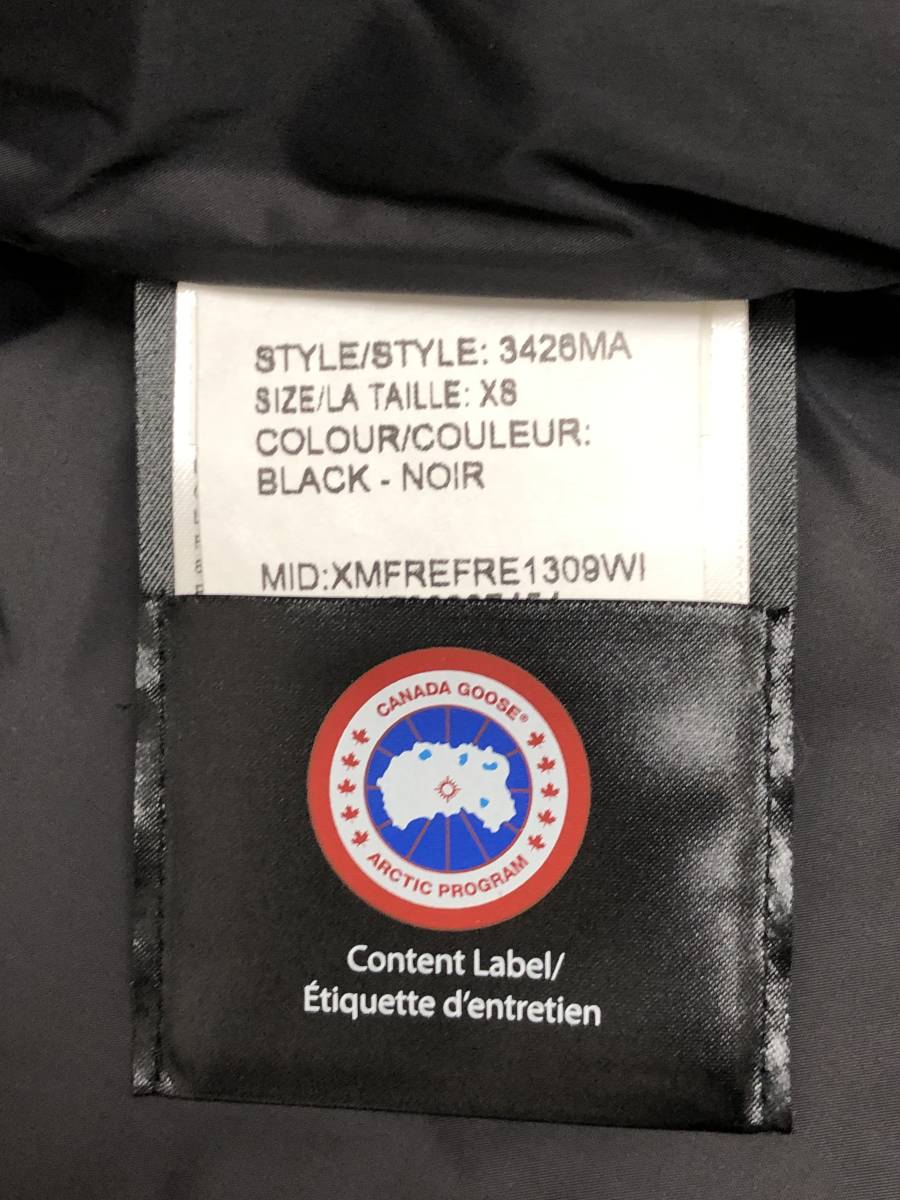 STYLE/STYLE: 3426MA
SIZE/LA TAILLE: XS
COLOUR/COULEUR:
BLACK - NOIR
MID:XMFREFRE1309WI
CANADA GOOSE®
ARCTIC PROGRAM
Content Label/
Étiquette d'entretien